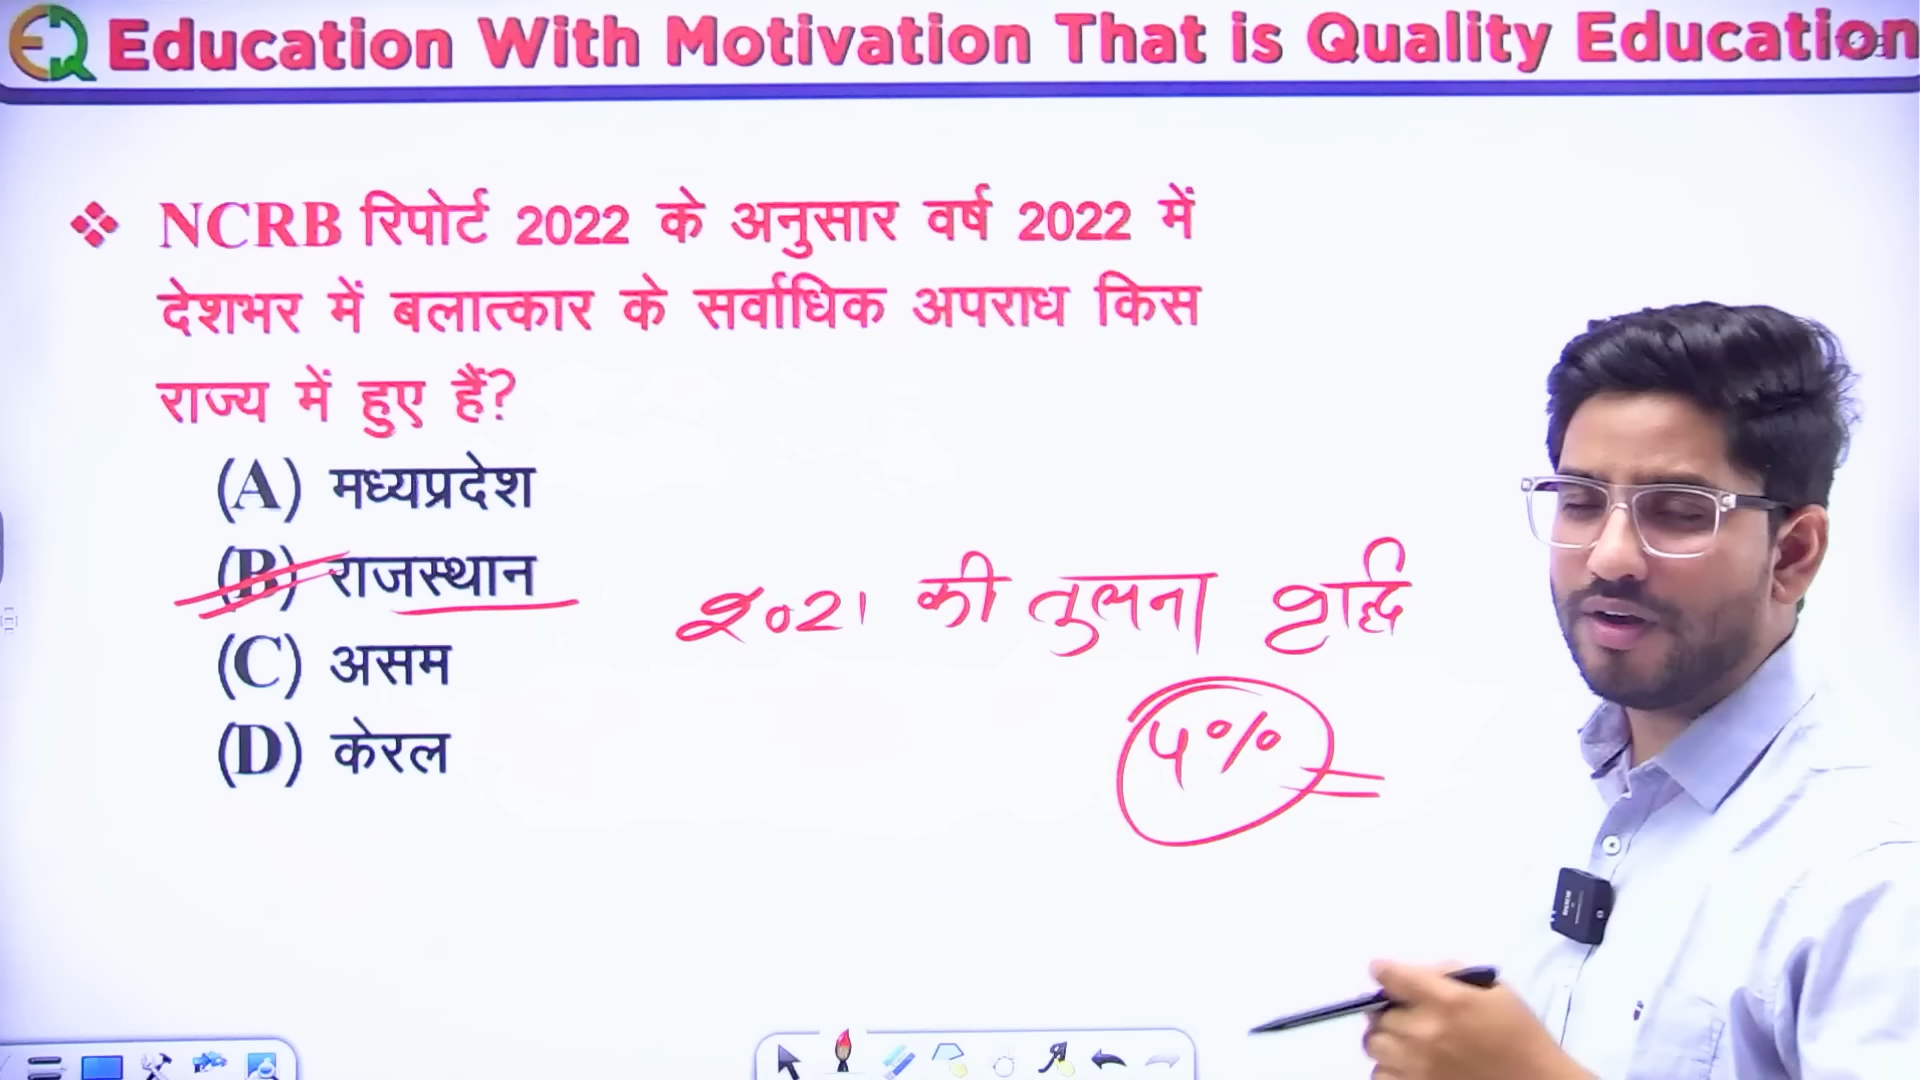 Education With Motivation That is Quality Education
❖ NCRB रिपोर्ट 2022 के अनुसार वर्ष 2022 में
देशभर में बलात्कार के सर्वाधिक अपराध किस
राज्य में हुए हैं?
(A) मध्यप्रदेश
(B) राजस्थान
(C) असम
(D) केरल
2021 की तुलना वृद्धि
५%